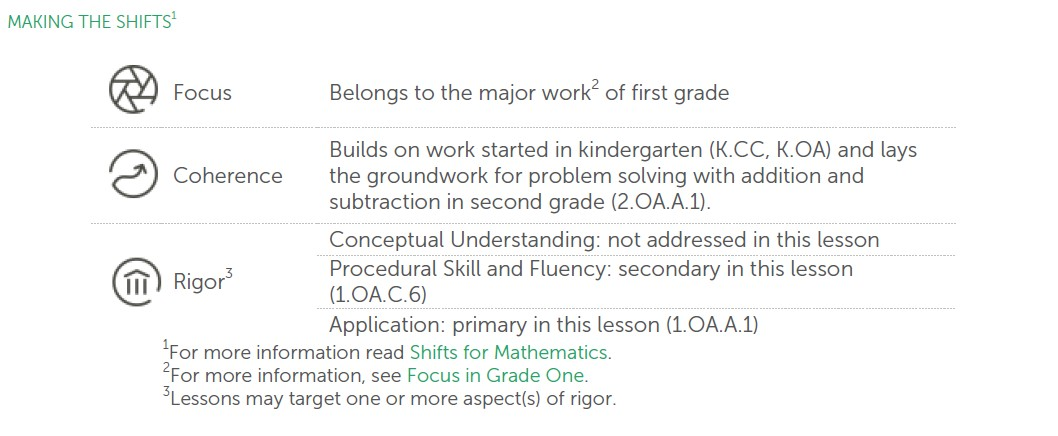 MAKING THE SHIFTS¹
Focus
Belongs to the major work² of first grade
Coherence
Builds on work started in kindergarten (K.CC, K.OA) and lays
the groundwork for problem solving with addition and
subtraction in second grade (2.OA.A.1).
Rigor³
Conceptual Understanding: not addressed in this lesson
Procedural Skill and Fluency: secondary in this lesson
(1.OA.C.6)
Application: primary in this lesson (1.OA.A.1)
¹For more information read Shifts for Mathematics.
²For more information, see Focus in Grade One.
³Lessons may target one or more aspect(s) of rigor.